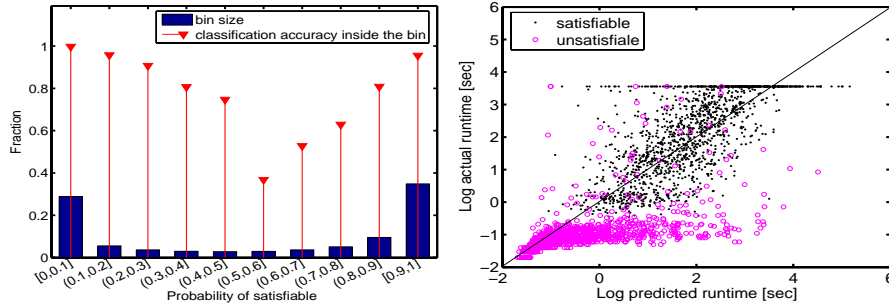 bin size
classification accuracy inside the bin
1
0.8
0.6
0.4
0.2
0
Fraction
[0,0.1]
(0.1,0.2]
(0.2,0.3]
(0.3,0.4]
(0.4,0.5]
(0.5,0.6]
(0.6,0.7]
(0.7,0.8]
(0.8,0.9]
[0.9,1]
Probability of satisfiable
satisfiable
unsatisfiale
6
5
4
3
2
1
0
−1
−2
Log actual runtime [sec]
−2 0 2 4 6
Log predicted runtime [sec]